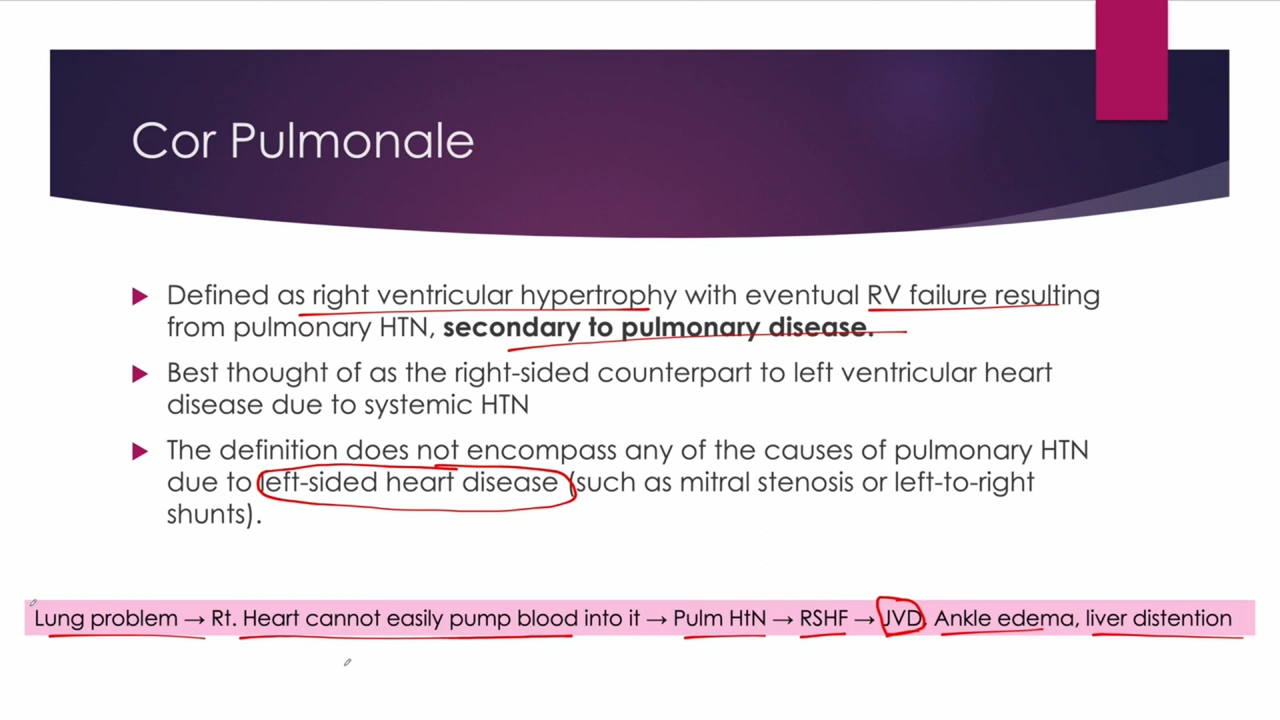 Cor Pulmonale
Defined as right ventricular hypertrophy with eventual RV failure resulting
from pulmonary HTN, secondary to pulmonary disease.
Best thought of as the right-sided counterpart to left ventricular heart
disease due to systemic HTN
The definition does not encompass any of the causes of pulmonary HTN
due to left-sided heart disease (such as mitral stenosis or left-to-right
shunts).
Lung problem → Rt. Heart cannot easily pump blood into it → Pulm HtN → RSHF → JVD, Ankle edema, liver distention